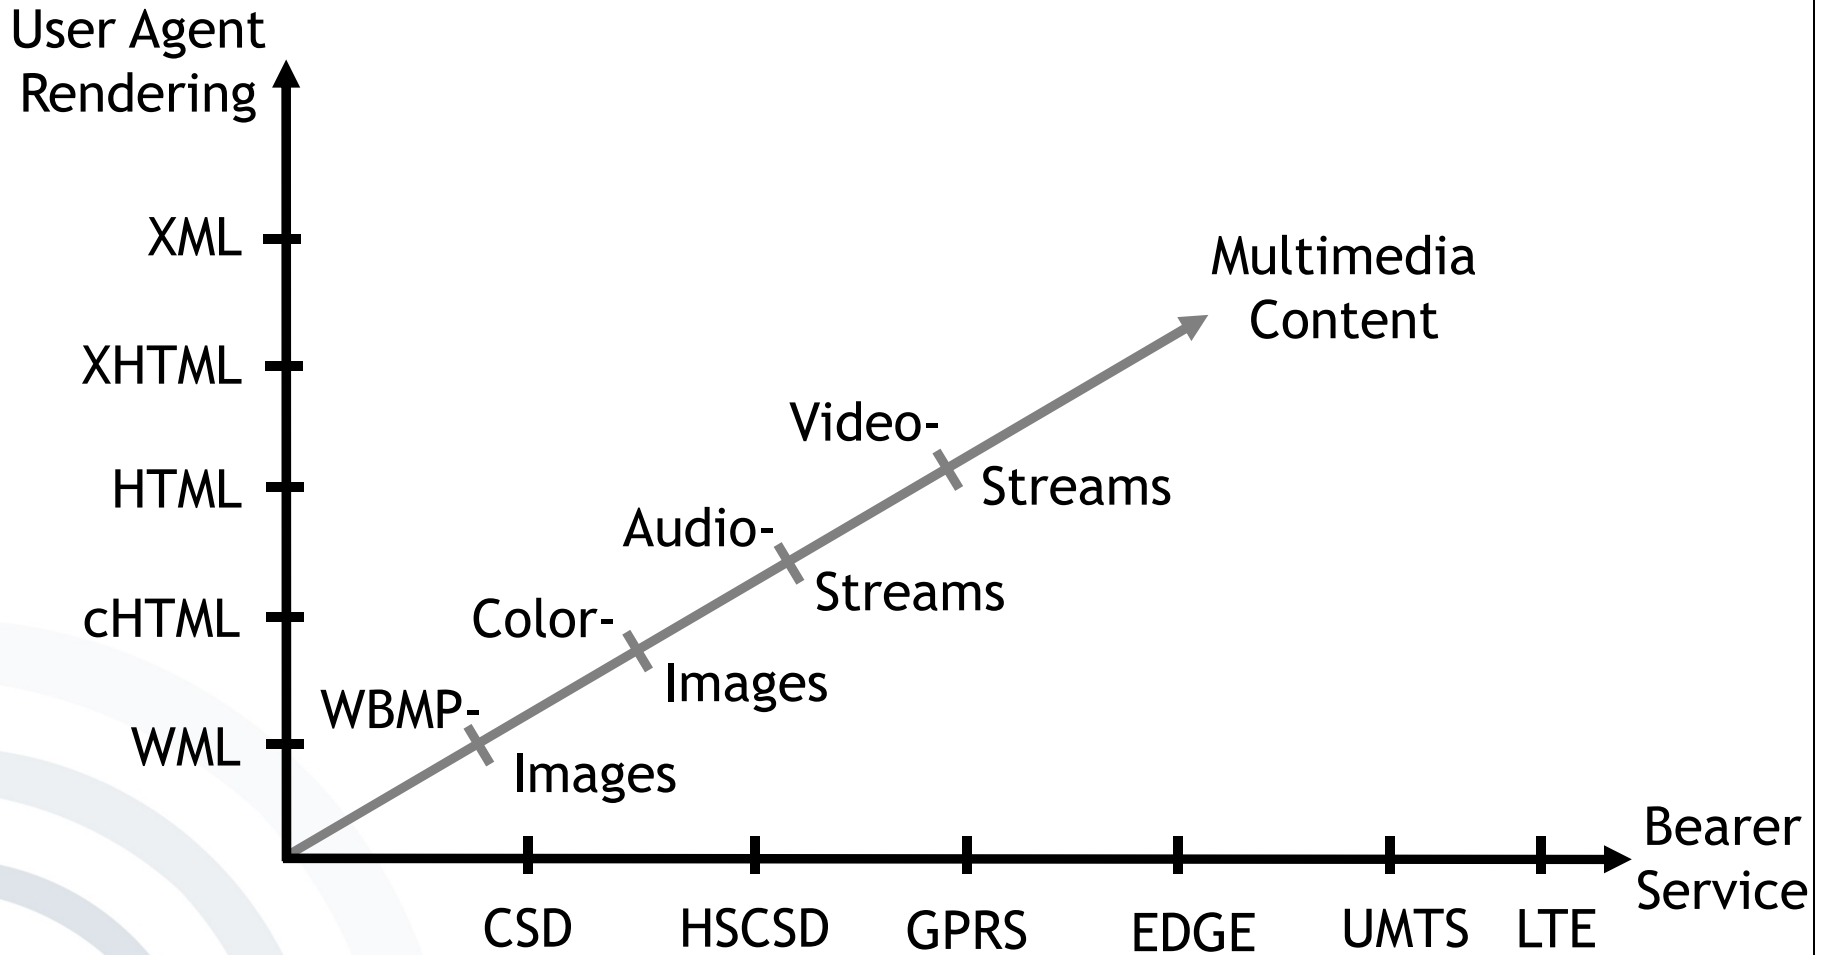 User Agent
Rendering
XML
Multimedia
Content
XHTML
Video-
HTML
Streams
Audio-
Streams
cHTML
Color-
Images
WBMP-
WML
Images
Bearer
Service
CSD
HSCSD
GPRS
EDGE
UMTS
LTE